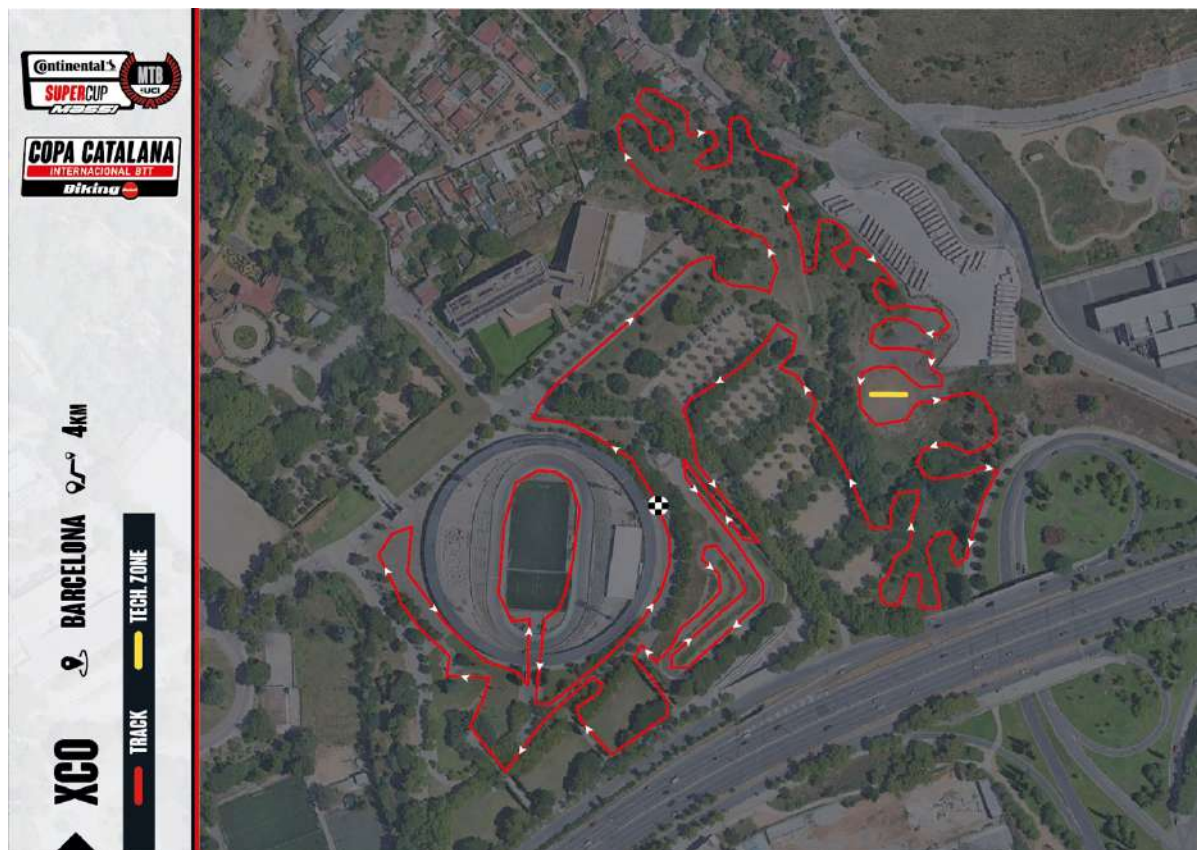 Continental
SUPERCUP
MASSI
MTB
UCI
COPA CATALANA
INTERNACIONAL BTT
Biking
XCO
BARCELONA
4KM
TRACK
TECH. ZONE